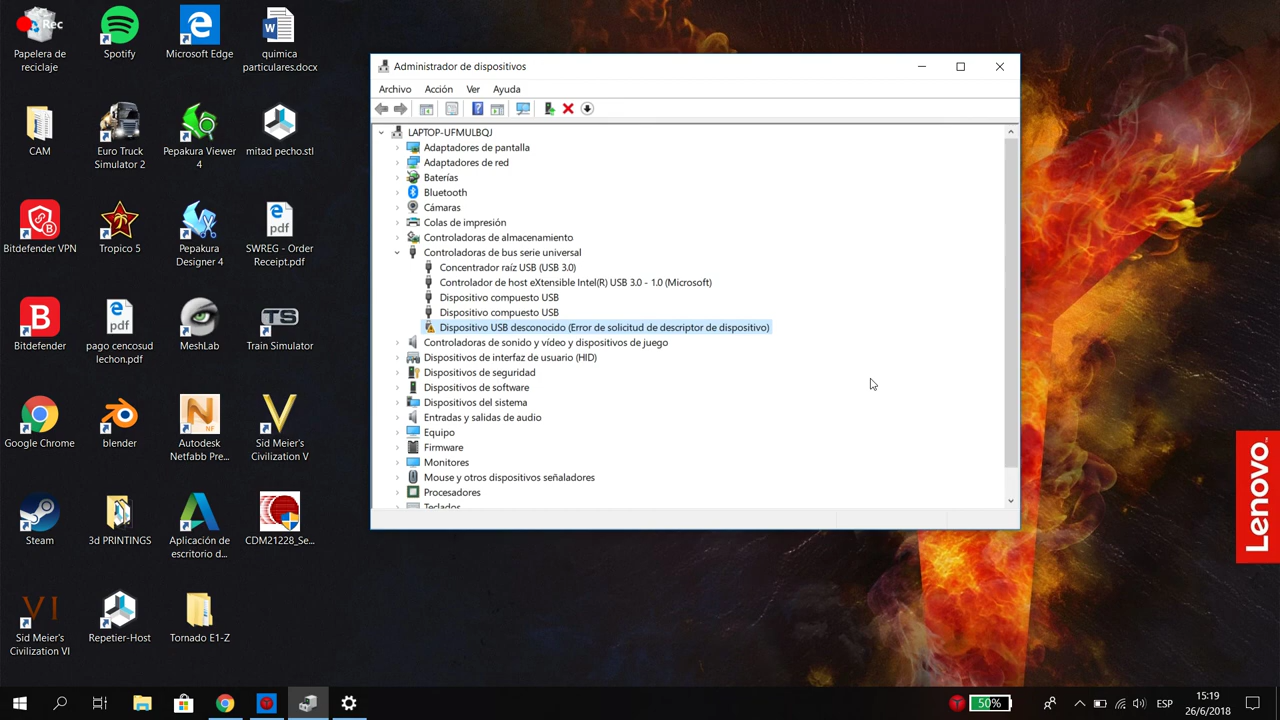 Rec
Papelera de
reciclaje
Spotify
Microsoft Edge
quimica
particulares.docx
CAM
Euro Truck
Simulator 2
Pepakura Viewer
4
mitad pecho.stl
Bitdefender VPN
Tropico 5
Pepakura
Designer 4
pdf
SWREG - Order
Receipt.pdf
B
Bitdefender
pdf
pago cencosud
lechon.pdf
MeshLab
TS
Train Simulator
Google Chrome
blender
N
NF
Autodesk
Netfabb Pre...
V
Sid Meier's
Civilization V
Steam
3d PRINTINGS
Aplicación de
escritorio d...
CDM21228_Se...
VI
Sid Meier's
Civilization VI
Repetier-Host
Tornado E1-Z
Administrador de dispositivos
Archivo Acción Ver Ayuda
LAPTOP-UFMULBQJ
Adaptadores de pantalla
Adaptadores de red
Baterías
Bluetooth
Cámaras
Colas de impresión
Controladoras de almacenamiento
Controladoras de bus serie universal
Concentrador raíz USB (USB 3.0)
Controlador de host eXtensible Intel(R) USB 3.0 - 1.0 (Microsoft)
Dispositivo compuesto USB
Dispositivo compuesto USB
Dispositivo USB desconocido (Error de solicitud de descriptor de dispositivo)
Controladoras de sonido y vídeo y dispositivos de juego
Dispositivos de interfaz de usuario (HID)
Dispositivos de seguridad
Dispositivos de software
Dispositivos del sistema
Entradas y salidas de audio
Equipo
Firmware
Monitores
Mouse y otros dispositivos señaladores
Procesadores
Teclados
Lenovo
50%
ESP
15:19
26/6/2018